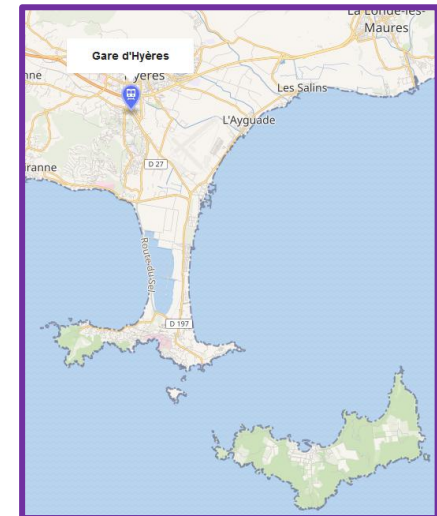 La Londe-les-
Maures
Gare d'Hyères
Hyères
Les Salins
L'Ayguade
D 27
Route du Sel
D 197